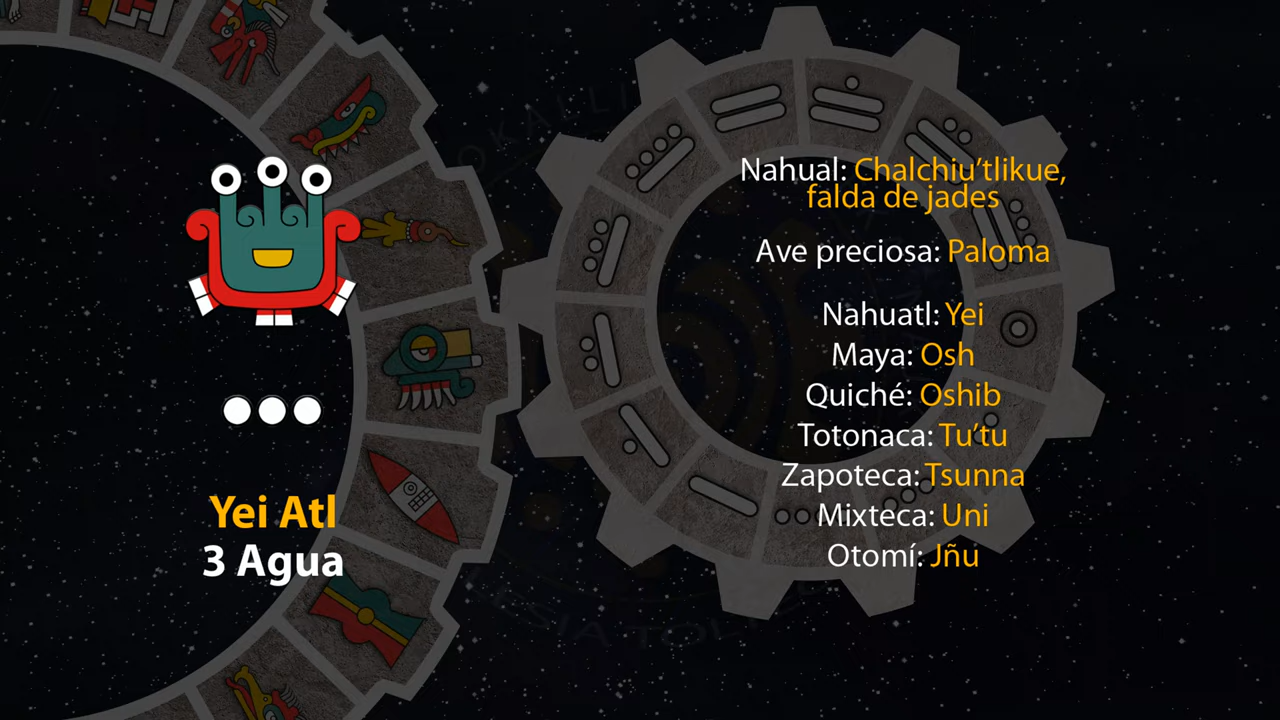 Yei Atl
3 Agua
Nahual: Chalchiu’tlikue,
falda de jades
Ave preciosa: Paloma
Nahuatl: Yei
Maya: Osh
Quiché: Oshib
Totonaca: Tu’tu
Zapoteca: Tsunna
Mixteca: Uni
Otomí: Jñu